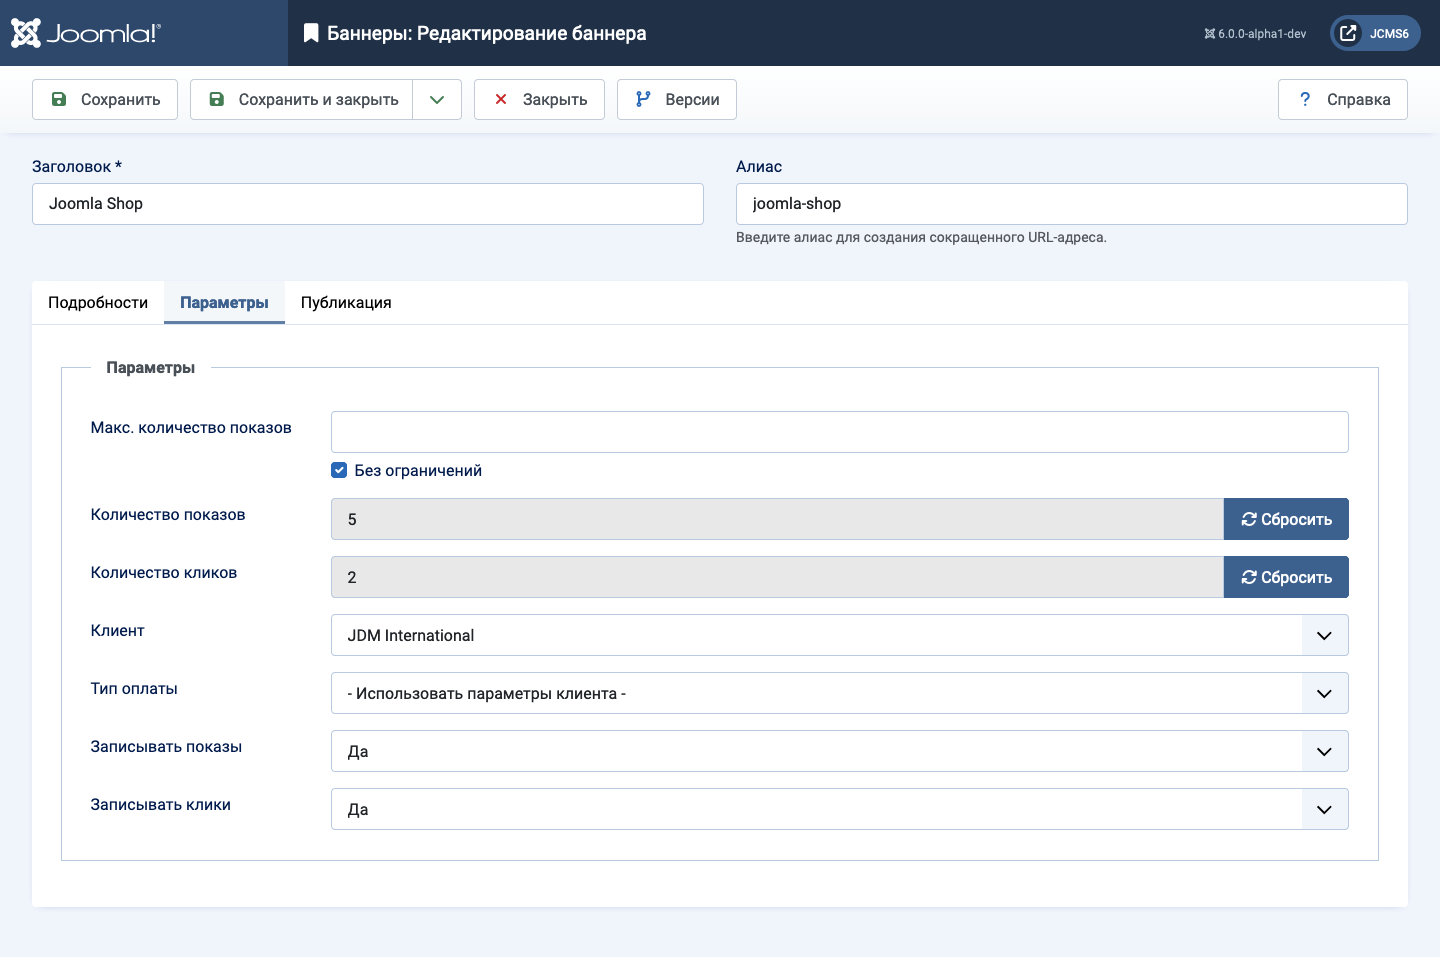 Joomla!
Баннеры: Редактирование баннера
6.0.0-alpha1-dev
JCMS6
Сохранить
Сохранить и закрыть
Закрыть
Версии
? Справка
Заголовок *
Алиас
Joomla Shop
joomla-shop
Введите алиас для создания сокращенного URL-адреса.
Подробности
Параметры
Публикация
Параметры
Макс. количество показов
Без ограничений
Количество показов
5
Сбросить
Количество кликов
2
Сбросить
Клиент
JDM International
Тип оплаты
- Использовать параметры клиента -
Записывать показы
Да
Записывать клики
Да